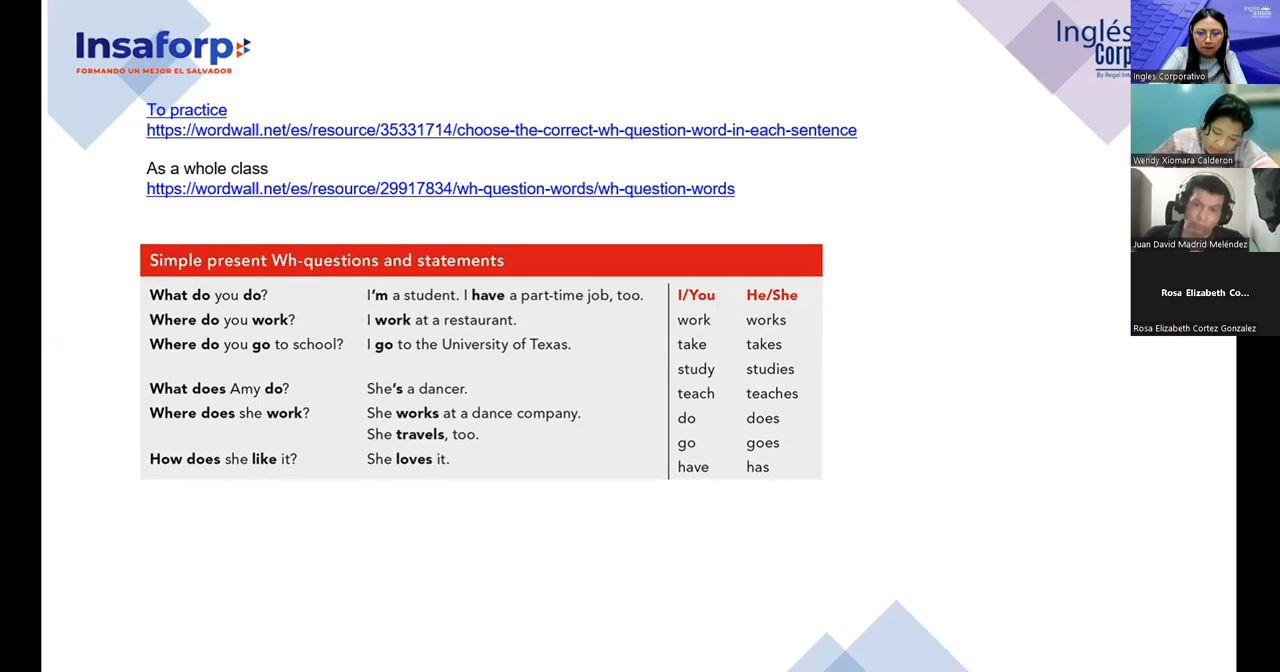 Insaforp
FORMANDO UN MEJOR EL SALVADOR
Inglés
Corp
By Regal Int
To practice
https://wordwall.net/es/resource/35331714/choose-the-correct-wh-question-word-in-each-sentence
As a whole class
https://wordwall.net/es/resource/29917834/wh-question-words/wh-question-words
Simple present Wh-questions and statements
What do you do? I'm a student. I have a part-time job, too.
Where do you work? I work at a restaurant.
Where do you go to school? I go to the University of Texas.
What does Amy do? She's a dancer.
Where does she work? She works at a dance company.
She travels, too.
How does she like it? She loves it.
I/You He/She
work works
take takes
study studies
teach teaches
do does
go goes
have has
Ingles Corporativo
Wendy Xiomara Calderon
Juan David Madrid Meléndez
Rosa Elizabeth Co...
Rosa Elizabeth Cortez Gonzalez